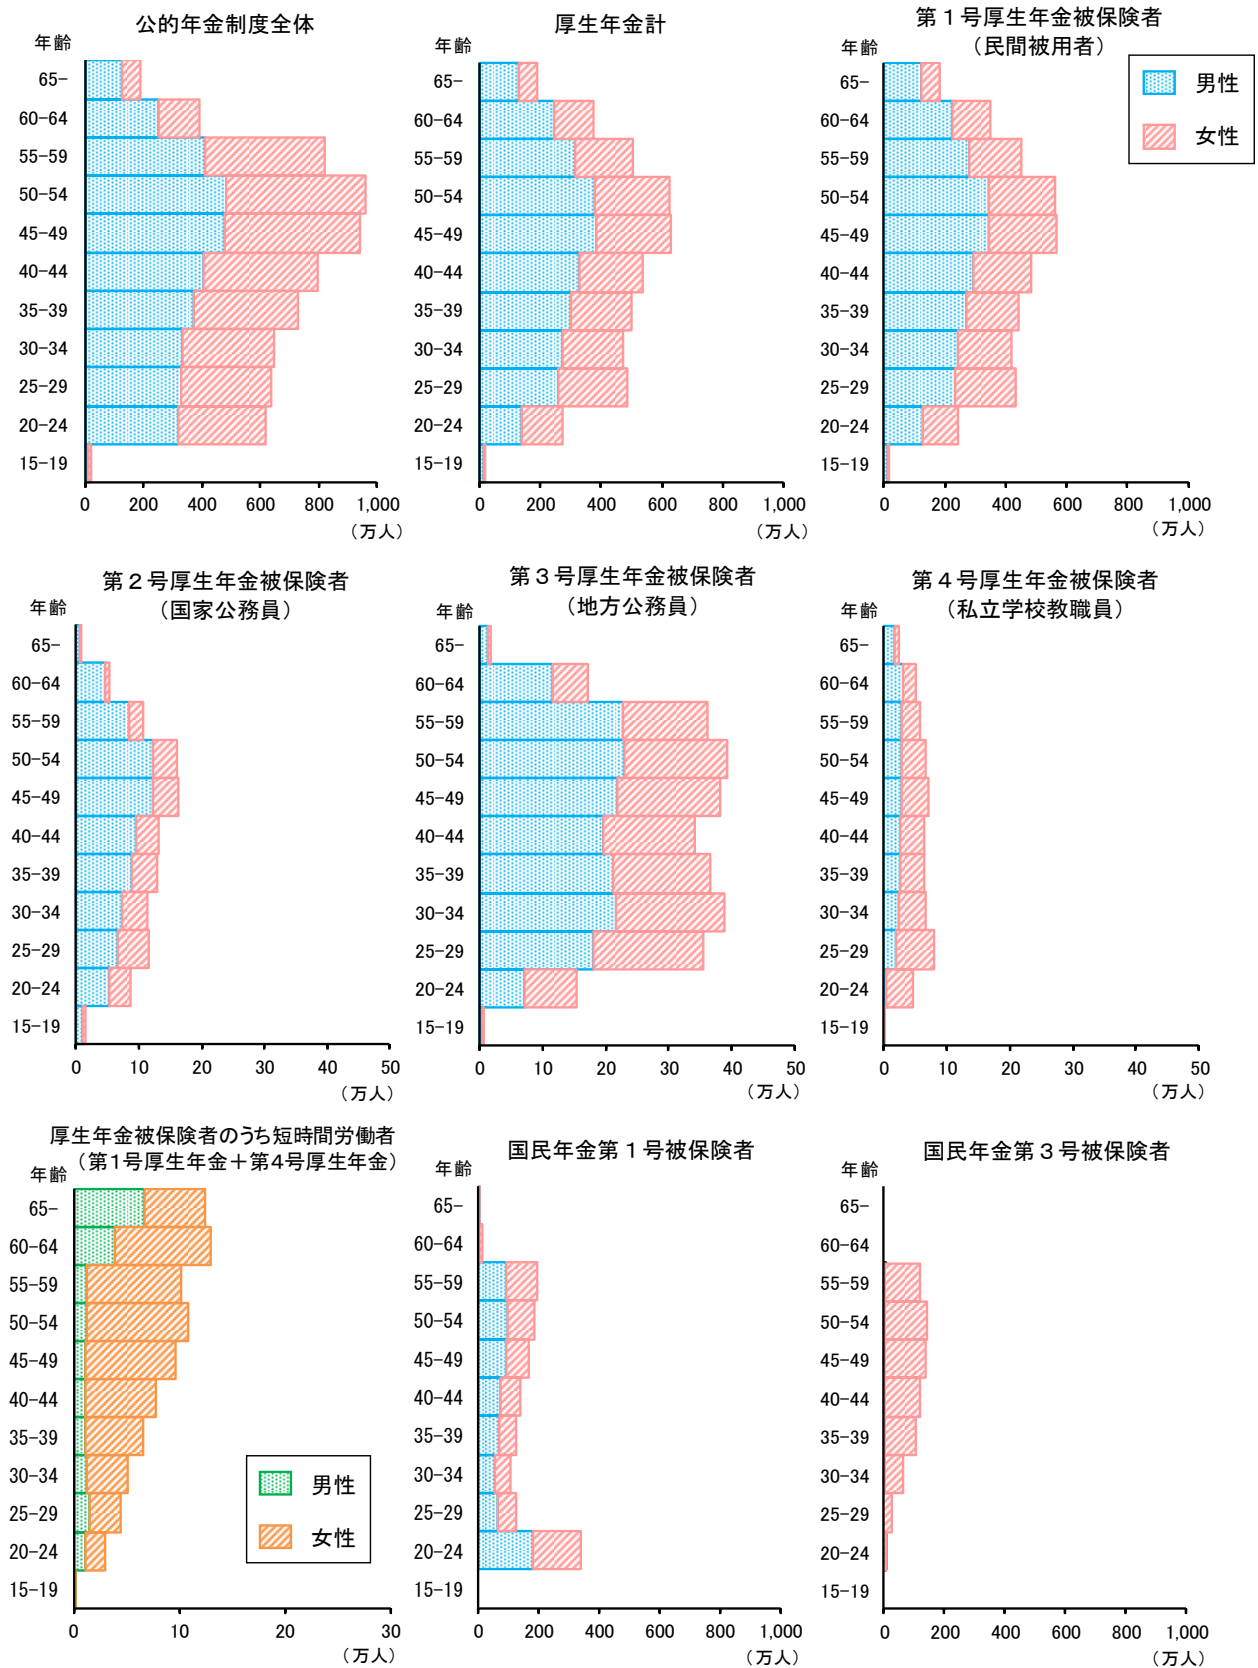 公的年金制度全体
年齢
65-
60-64
55-59
50-54
45-49
40-44
35-39
30-34
25-29
20-24
15-19
0 200 400 600 800 1,000
（万人）
厚生年金計
年齢
65-
60-64
55-59
50-54
45-49
40-44
35-39
30-34
25-29
20-24
15-19
0 200 400 600 800 1,000
（万人）
第１号厚生年金被保険者
（民間被用者）
年齢
男性
女性
65-
60-64
55-59
50-54
45-49
40-44
35-39
30-34
25-29
20-24
15-19
0 200 400 600 800 1,000
（万人）
第２号厚生年金被保険者
（国家公務員）
年齢
65-
60-64
55-59
50-54
45-49
40-44
35-39
30-34
25-29
20-24
15-19
0 10 20 30 40 50
（万人）
第３号厚生年金被保険者
（地方公務員）
年齢
65-
60-64
55-59
50-54
45-49
40-44
35-39
30-34
25-29
20-24
15-19
0 10 20 30 40 50
（万人）
第４号厚生年金被保険者
（私立学校教職員）
年齢
65-
60-64
55-59
50-54
45-49
40-44
35-39
30-34
25-29
20-24
15-19
0 10 20 30 40 50
（万人）
厚生年金被保険者のうち短時間労働者
（第1号厚生年金＋第4号厚生年金）
年齢
65-
60-64
55-59
50-54
45-49
40-44
35-39
30-34
25-29
20-24
15-19
男性
女性
0 10 20 30
（万人）
国民年金第１号被保険者
年齢
65-
60-64
55-59
50-54
45-49
40-44
35-39
30-34
25-29
20-24
15-19
0 200 400 600 800 1,000
（万人）
国民年金第３号被保険者
年齢
65-
60-64
55-59
50-54
45-49
40-44
35-39
30-34
25-29
20-24
15-19
0 200 400 600 800 1,000
（万人）